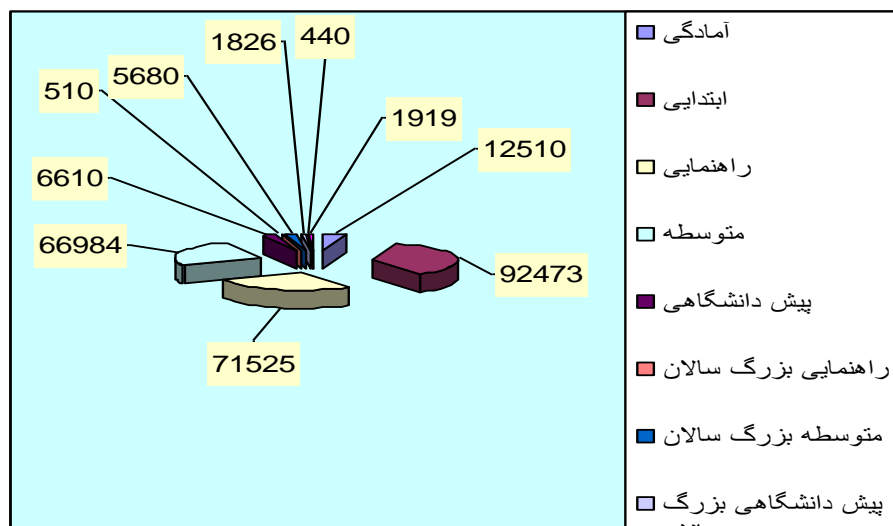 1826
440
5680
510
1919
12510
6610
66984
92473
71525
آمادگی
ابتدایی
راهنمایی
متوسطه
پیش دانشگاهی
راهنمایی بزرگ سالان
متوسطه بزرگ سالان
پیش دانشگاهی بزرگ